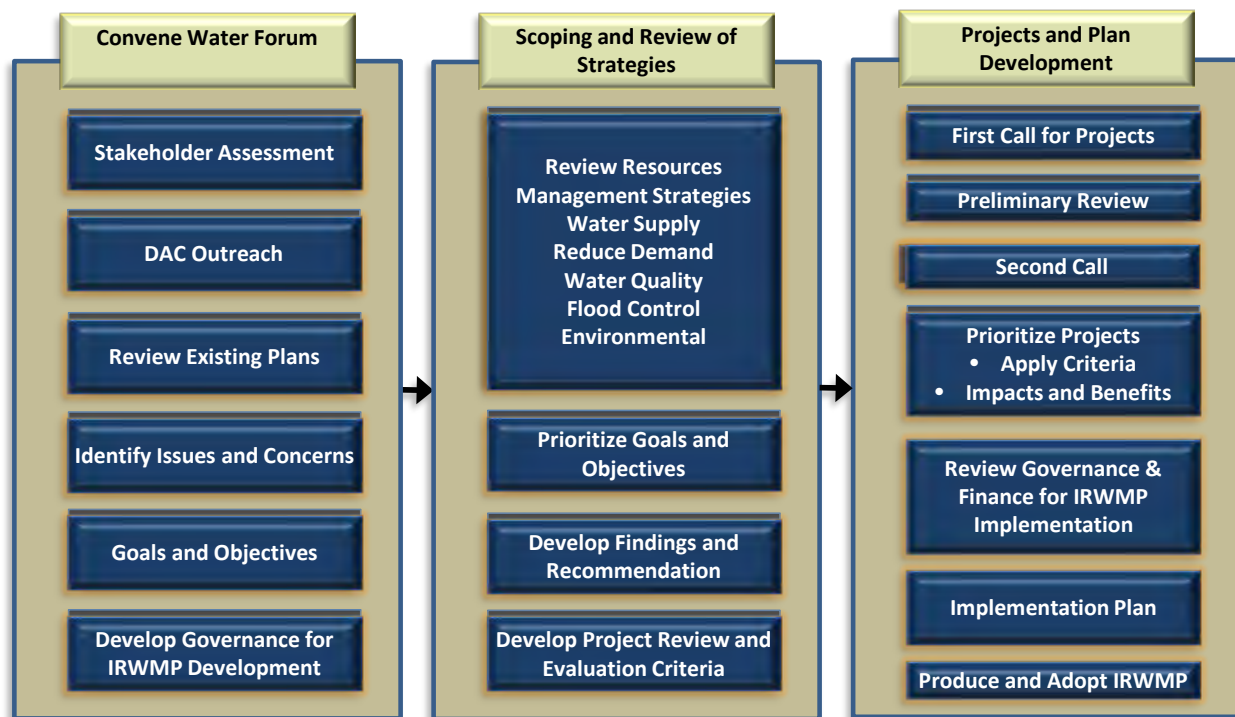 Convene Water Forum
Stakeholder Assessment
DAC Outreach
Review Existing Plans
Identify Issues and Concerns
Goals and Objectives
Develop Governance for
IRWMP Development
Scoping and Review of
Strategies
Review Resources
Management Strategies
Water Supply
Reduce Demand
Water Quality
Flood Control
Environmental
Prioritize Goals and
Objectives
Develop Findings and
Recommendation
Develop Project Review and
Evaluation Criteria
Projects and Plan
Development
First Call for Projects
Preliminary Review
Second Call
Prioritize Projects
• Apply Criteria
• Impacts and Benefits
Review Governance &
Finance for IRWMP
Implementation
Implementation Plan
Produce and Adopt IRWMP